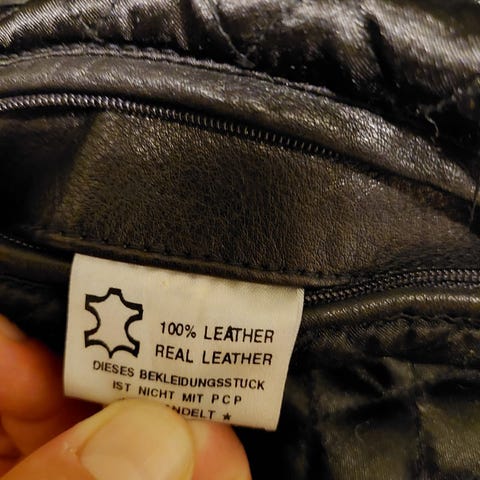 100% LEATHER
REAL LEATHER
DIESES BEKLEIDUNGSSTUCK
IST NICHT MIT PCP